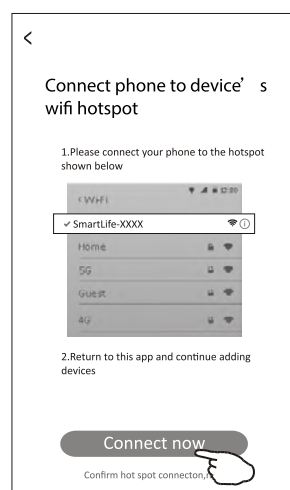 Connect phone to device's
wifi hotspot
1.Please connect your phone to the hotspot
shown below
WiFi
12:00
SmartLife-XXXX
Home
5G
Guest
4G
2.Return to this app and continue adding
devices
Connect now
Confirm hot spot connecton,